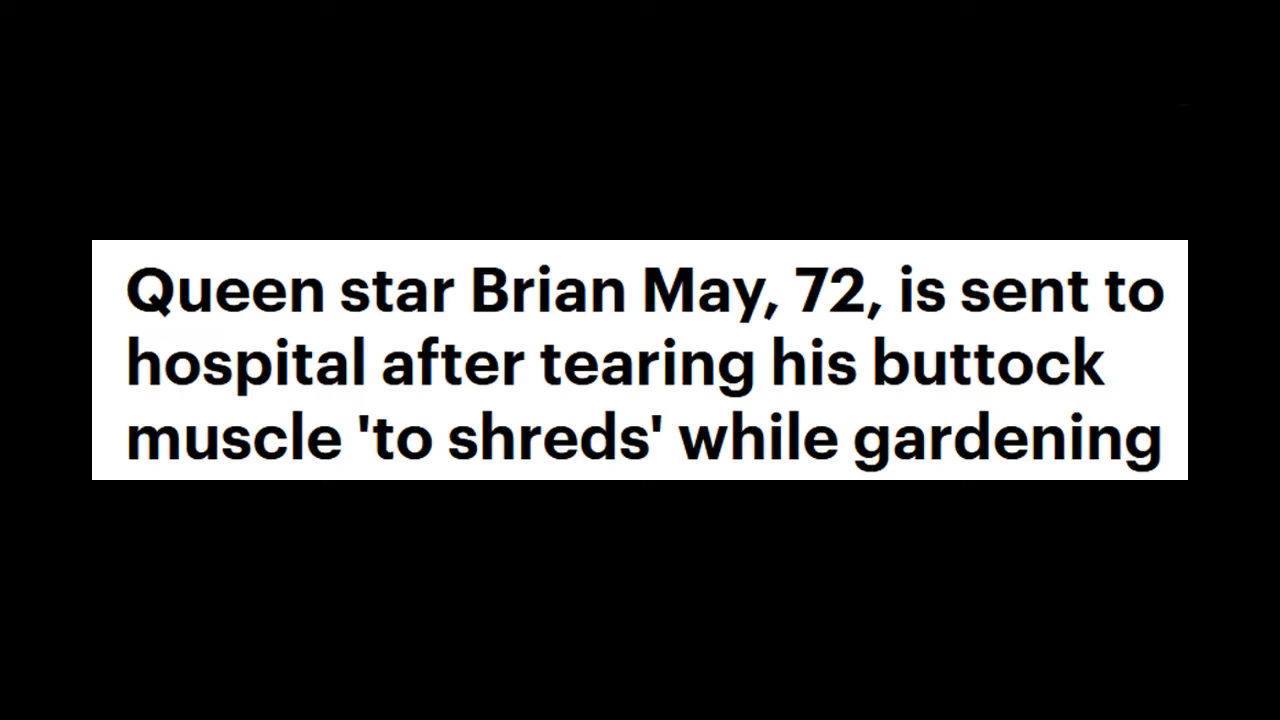 Queen star Brian May, 72, is sent to
hospital after tearing his buttock
muscle 'to shreds' while gardening